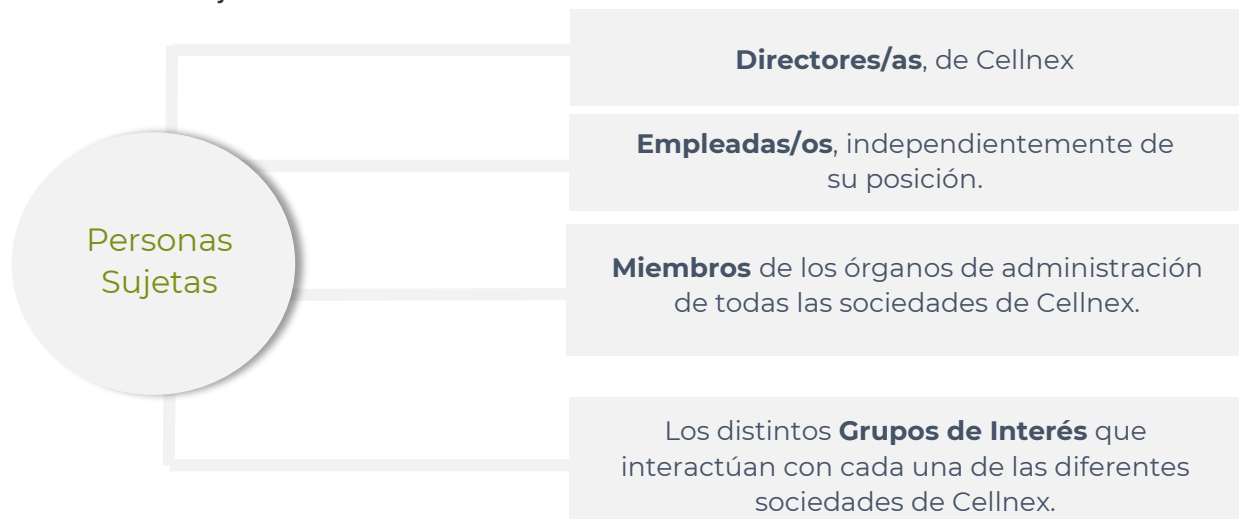 Personas
Sujetas
Directores/as, de Cellnex
Empleadas/os, independientemente de
su posición.
Miembros de los órganos de administración
de todas las sociedades de Cellnex.
Los distintos Grupos de Interés que
interactúan con cada una de las diferentes
sociedades de Cellnex.